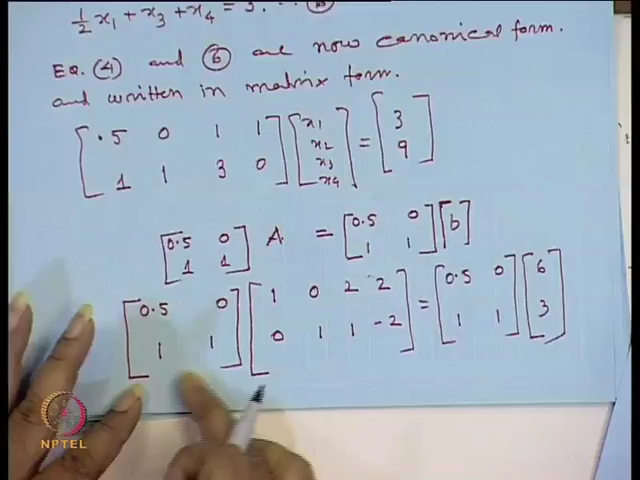 1/2 x1 + x3 + x4 = 3. ..
EQ. (4) and (6) are now canonical form.
and written in matrix form.
[.5 0 1 1 [x1 = [3
1 1 3 0] x2 9]
x3
x4]
[0.5 0 A = [0.5 0 [b]
1 1] 1 1]
[0.5 0 [1 0 2 2 = [0.5 0 [6
1 1] 0 1 1 -2] 1 1] 3]
NPTEL